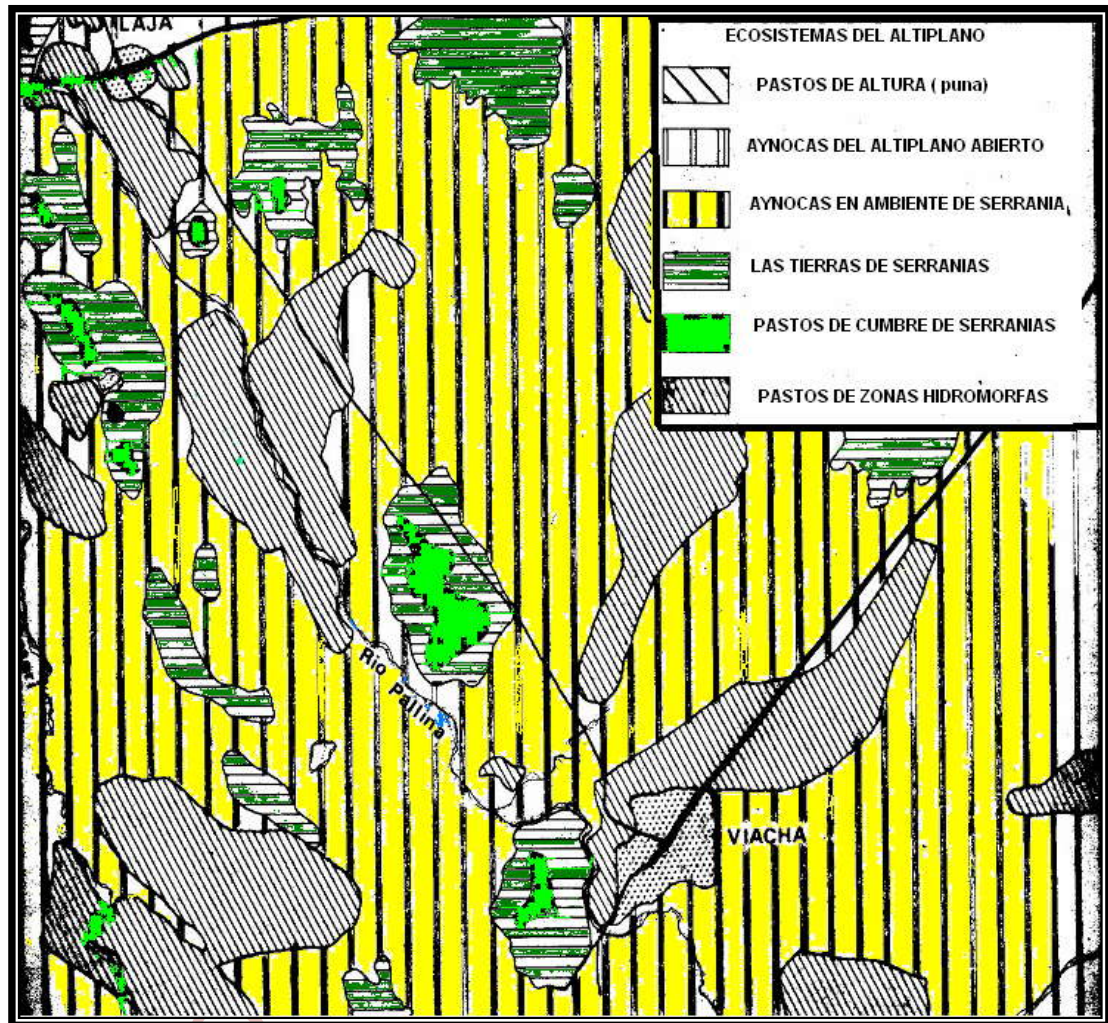 LAJA
ECOSISTEMAS DEL ALTIPLANO
PASTOS DE ALTURA ( puna)
AYNOCAS DEL ALTIPLANO ABIERTO
AYNOCAS EN AMBIENTE DE SERRANIA
LAS TIERRAS DE SERRANIAS
PASTOS DE CUMBRE DE SERRANIAS
PASTOS DE ZONAS HIDROMORFAS
Rio Pallina
VIACHA